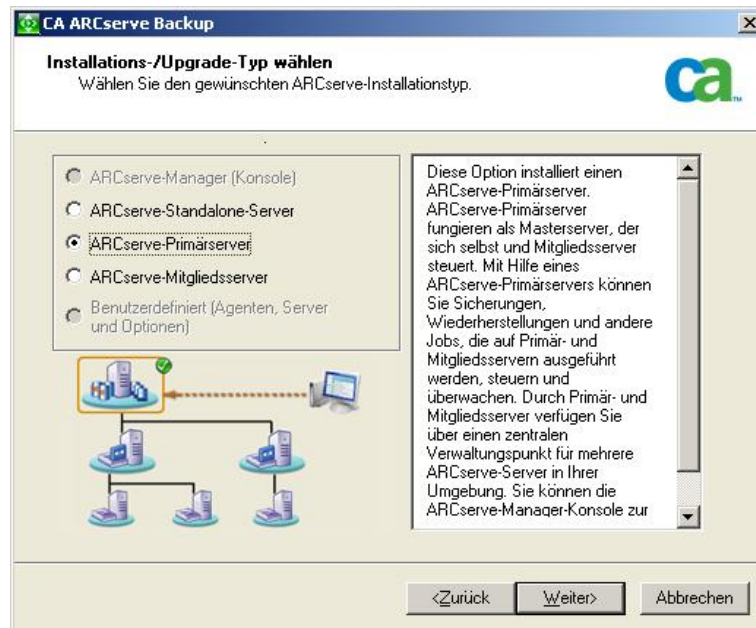 CA ARCserve Backup
Installations-/Upgrade-Typ wählen
Wählen Sie den gewünschten ARCserve-Installationstyp.
ca
TM
ARCserve-Manager (Konsole)
ARCserve-Standalone-Server
ARCserve-Primärserver
ARCserve-Mitgliedsserver
Benutzerdefiniert (Agenten, Server
und Optionen)
Diese Option installiert einen
ARCserve-Primärserver.
ARCserve-Primärserver
fungieren als Masterserver, der
sich selbst und Mitgliedsserver
steuert. Mit Hilfe eines
ARCserve-Primärservers können
Sie Sicherungen,
Wiederherstellungen und andere
Jobs, die auf Primär- und
Mitgliedsservern ausgeführt
werden, steuern und
überwachen. Durch Primär- und
Mitgliedsserver verfügen Sie
über einen zentralen
Verwaltungspunkt für mehrere
ARCserve-Server in Ihrer
Umgebung. Sie können die
ARCserve-Manager-Konsole zur
<Zurück
Weiter>
Abbrechen